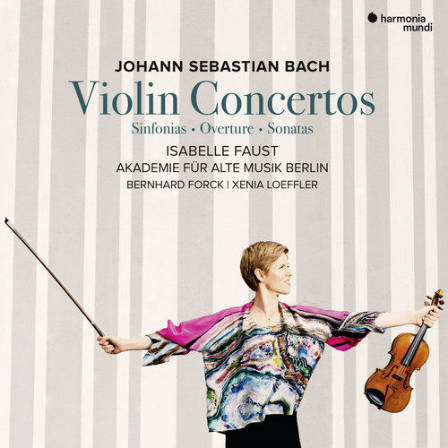 harmonia
mundi
JOHANN SEBASTIAN BACH
Violin Concertos
Sinfonias • Overture • Sonatas
ISABELLE FAUST
AKADEMIE FÜR ALTE MUSIK BERLIN
BERNHARD FORCK | XENIA LOEFFLER